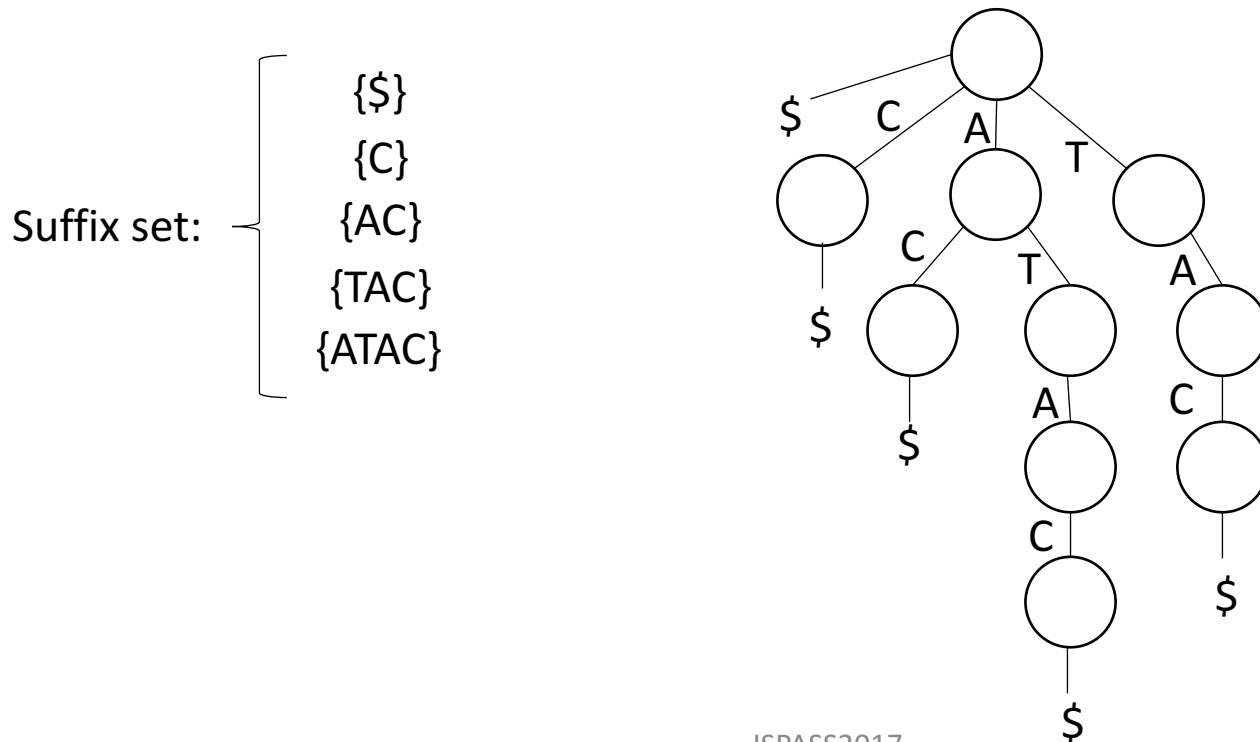 Suffix set:
{$}
{C}
{AC}
{TAC}
{ATAC}
$ C A T
$ C T A
$ A C
C $
$